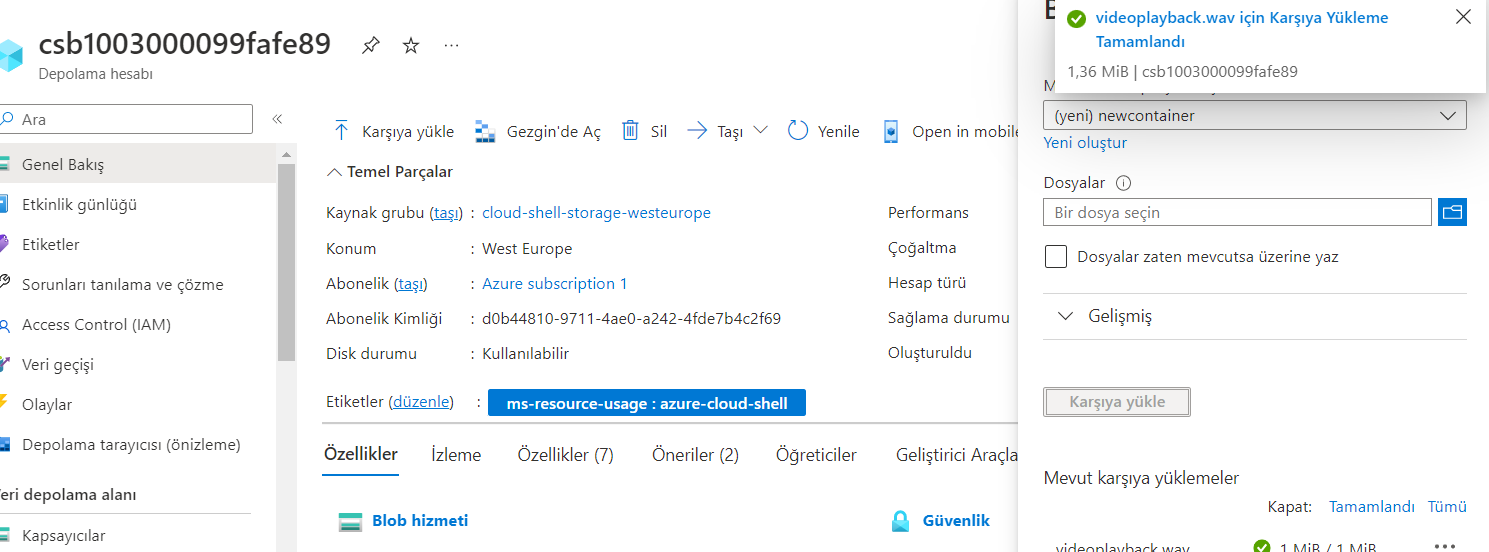 csb1003000099fafe89
Depolama hesabı
Ara
Genel Bakış
Etkinlik günlüğü
Etiketler
Sorunları tanılama ve çözme
Access Control (IAM)
Veri geçişi
Olaylar
Depolama tarayıcısı (önizleme)
eri depolama alanı
Kapsayıcılar
Karşıya yükle
Gezgin'de Aç
Sil
Taşı
Yenile
Open in mobile
Temel Parçalar
Kaynak grubu (taşı) : cloud-shell-storage-westeurope
Konum : West Europe
Abonelik (taşı) : Azure subscription 1
Abonelik Kimliği : d0b44810-9711-4ae0-a242-4fde7b4c2f69
Disk durumu : Kullanılabilir
Etiketler (düzenle) : ms-resource-usage : azure-cloud-shell
Performans
Çoğaltma
Hesap türü
Sağlama durumu
Oluşturuldu
Özellikler
İzleme
Özellikler (7)
Öneriler (2)
Öğreticiler
Geliştirici Araçla
Blob hizmeti
Güvenlik
videoplayback.wav için Karşıya Yükleme
Tamamlandı
1,36 MiB | csb1003000099fafe89
(yeni) newcontainer
Yeni oluştur
Dosyalar
Bir dosya seçin
Dosyalar zaten mevcutsa üzerine yaz
Gelişmiş
Karşıya yükle
Mevut karşıya yüklemeler
Kapat: Tamamlandı Tümü
videoplayback.wav 1 MiB / 1 MiB